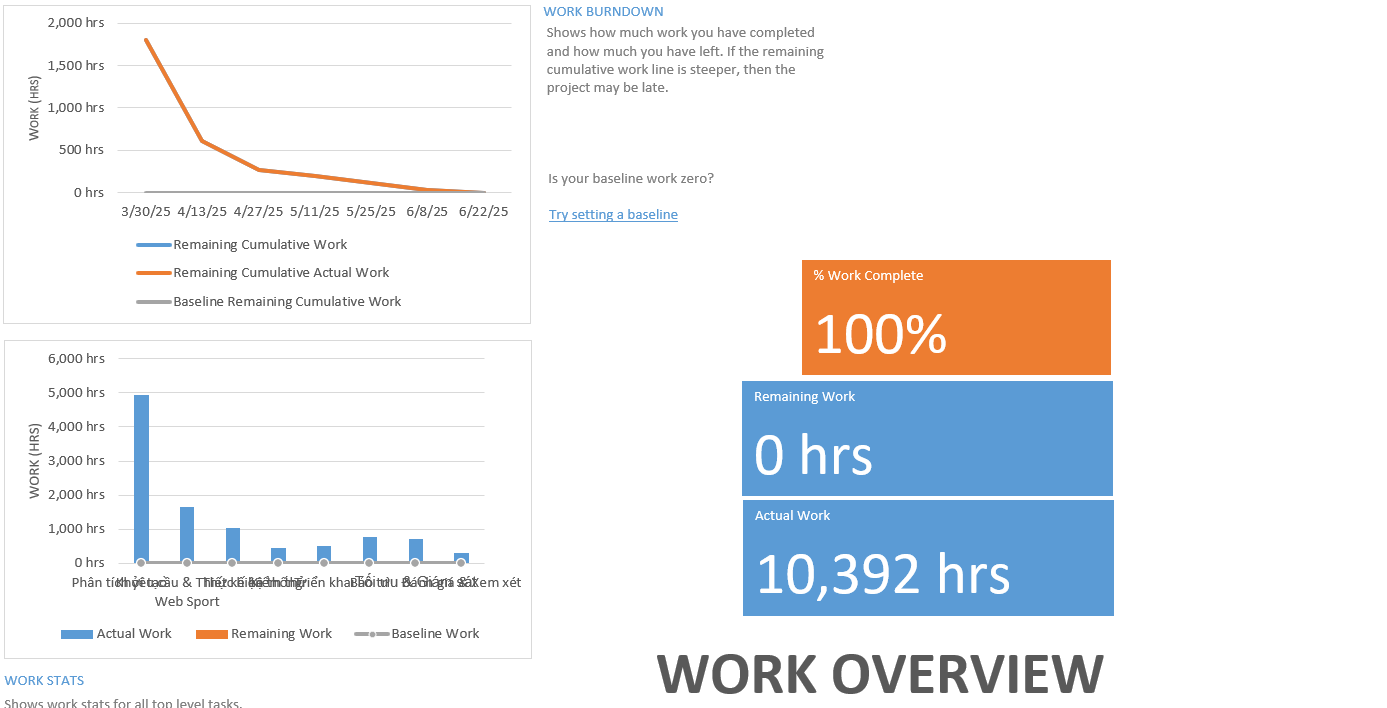 2,000 hrs
1,500 hrs
1,000 hrs
500 hrs
0 hrs
WORK (HRS)
3/30/25 4/13/25 4/27/25 5/11/25 5/25/25 6/8/25 6/22/25
Remaining Cumulative Work
Remaining Cumulative Actual Work
Baseline Remaining Cumulative Work
WORK BURNDOWN
Shows how much work you have completed
and how much you have left. If the remaining
cumulative work line is steeper, then the
project may be late.
Is your baseline work zero?
Try setting a baseline
% Work Complete
100%
Remaining Work
0 hrs
Actual Work
10,392 hrs
WORK OVERVIEW
6,000 hrs
5,000 hrs
4,000 hrs
3,000 hrs
2,000 hrs
1,000 hrs
0 hrs
WORK (HRS)
Phân tích
& Thiết kế
Web Sport
Xem xét
Actual Work Remaining Work Baseline Work
WORK STATS
Shows work stats for all top level tasks.